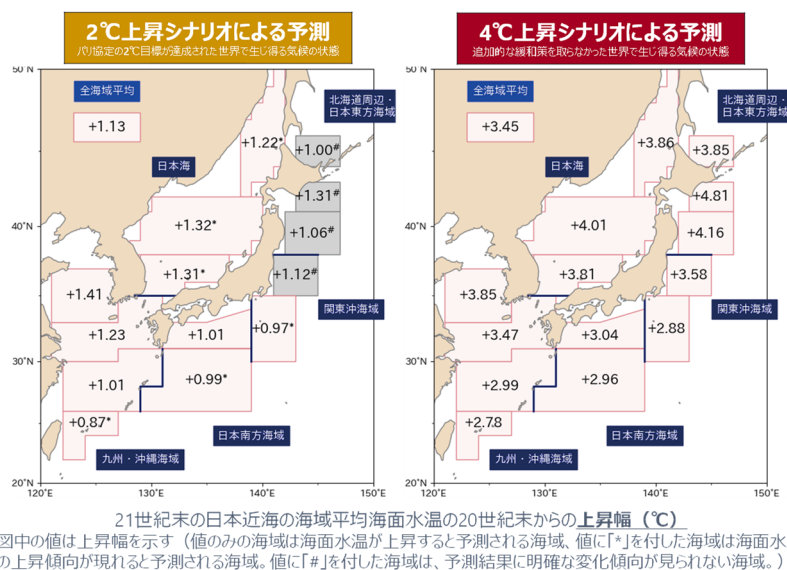 2℃上昇シナリオによる予測
パリ協定の2℃目標が達成された世界で生じ得る気候の状態
50°N
全海域平均
+1.13
北海道周辺・
日本東方海域
+1.22*
+1.00#
日本海
+1.31#
40°N
+1.32*
+1.06#
+1.31*
+1.12#
+1.41
関東沖海域
+1.23
+1.01
+0.97*
30°N
+1.01
+0.99*
+0.87*
日本南方海域
九州・沖縄海域
20°N
120°E
130°E
140°E
150°E
4℃上昇シナリオによる予測
追加的な緩和策を取らなかった世界で生じ得る気候の状態
50°N
全海域平均
+3.45
北海道周辺・
日本東方海域
+3.86
+3.85
日本海
+4.81
40°N
+4.01
+4.16
+3.81
+3.58
+3.85
関東沖海域
+3.47
+3.04
+2.88
30°N
+2.99
+2.96
+2.78
日本南方海域
九州・沖縄海域
20°N
120°E
130°E
140°E
150°E
21世紀末の日本近海の海域平均海面水温の20世紀末からの上昇幅（℃）
図中の値は上昇幅を示す（値のみの海域は海面水温が上昇すると予測される海域、値に「*」を付した海域は海面水
の上昇傾向が現れると予測される海域。値に「#」を付した海域は、予測結果に明確な変化傾向が見られない海域。）